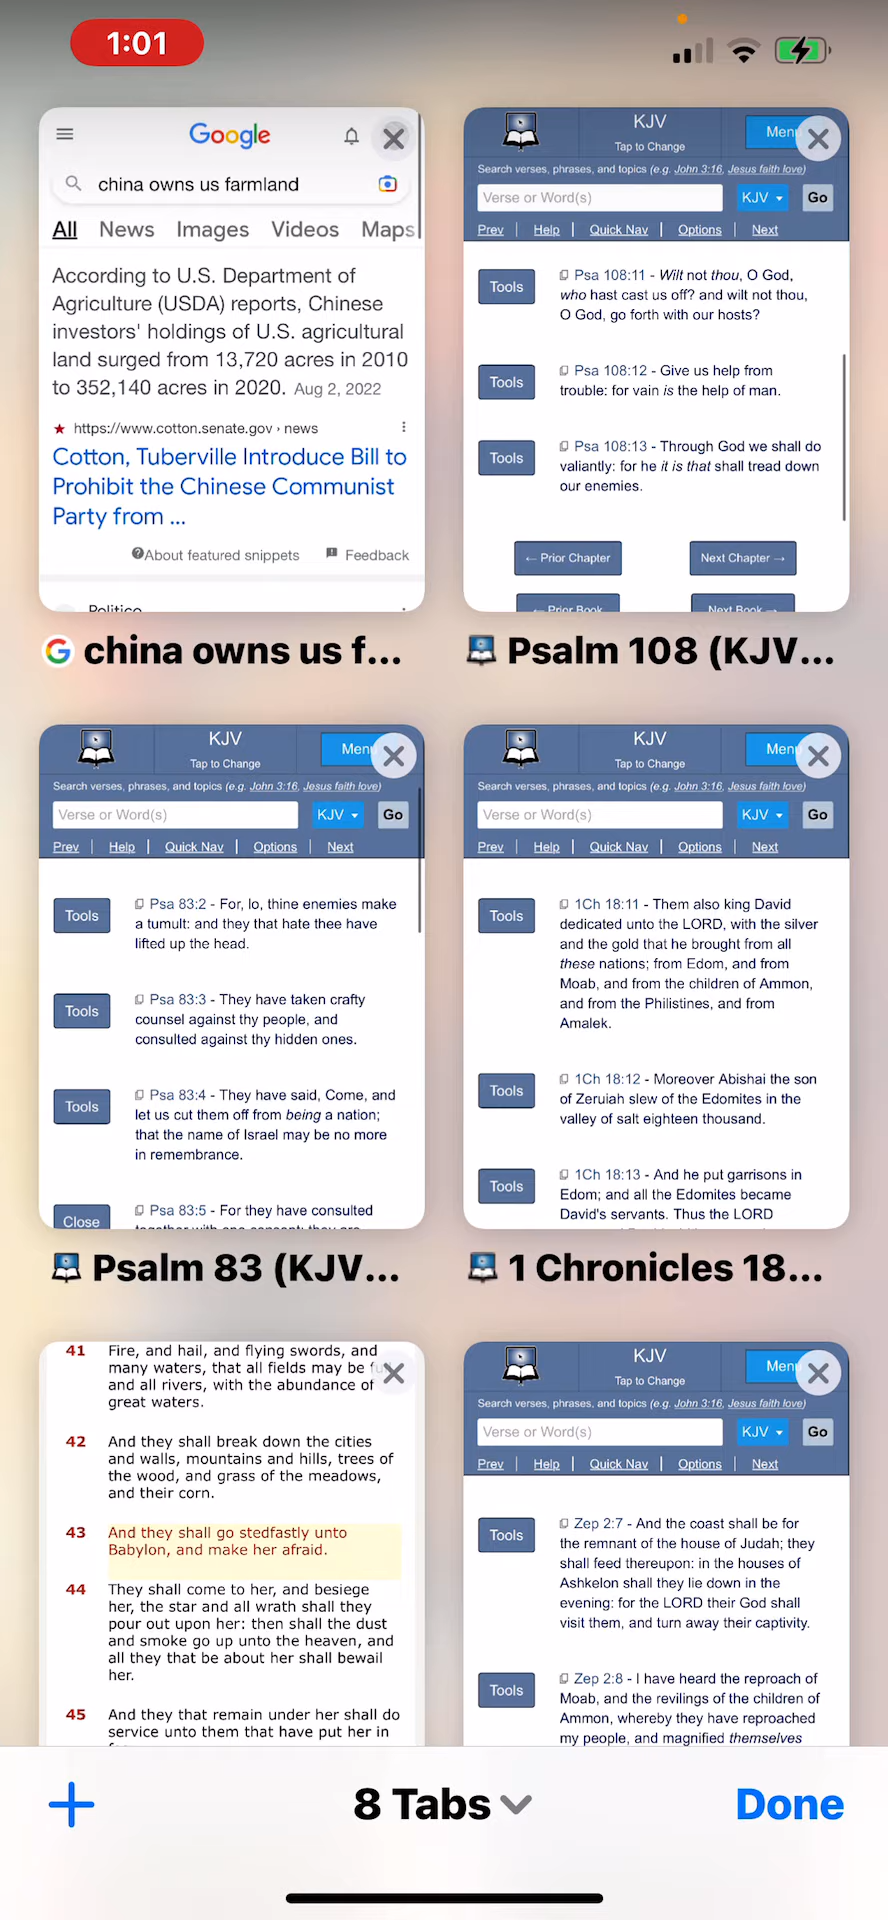 1:01
Google
china owns us farmland
All News Images Videos Maps
According to U.S. Department of
Agriculture (USDA) reports, Chinese
investors' holdings of U.S. agricultural
land surged from 13,720 acres in 2010
to 352,140 acres in 2020. Aug 2, 2022
https://www.cotton.senate.gov › news
Cotton, Tuberville Introduce Bill to
Prohibit the Chinese Communist
Party from ...
About featured snippets Feedback
Politico
china owns us f...
KJV
Tap to Change
Menu
Search verses, phrases, and topics (e.g. John 3:16, Jesus faith love)
Verse or Word(s) KJV Go
Prev | Help | Quick Nav | Options | Next
Tools
Psa 108:11 - Wilt not thou, O God,
who hast cast us off? and wilt not thou,
O God, go forth with our hosts?
Tools
Psa 108:12 - Give us help from
trouble: for vain is the help of man.
Tools
Psa 108:13 - Through God we shall do
valiantly: for he it is that shall tread down
our enemies.
← Prior Chapter Next Chapter →
← Prior Book Next Book →
Psalm 108 (KJV...
KJV
Tap to Change
Menu
Search verses, phrases, and topics (e.g. John 3:16, Jesus faith love)
Verse or Word(s) KJV Go
Prev | Help | Quick Nav | Options | Next
Tools
Psa 83:2 - For, lo, thine enemies make
a tumult: and they that hate thee have
lifted up the head.
Tools
Psa 83:3 - They have taken crafty
counsel against thy people, and
consulted against thy hidden ones.
Tools
Psa 83:4 - They have said, Come, and
let us cut them off from being a nation;
that the name of Israel may be no more
in remembrance.
Close
Psa 83:5 - For they have consulted
together with one consent: they are
Psalm 83 (KJV...
KJV
Tap to Change
Menu
Search verses, phrases, and topics (e.g. John 3:16, Jesus faith love)
Verse or Word(s) KJV Go
Prev | Help | Quick Nav | Options | Next
Tools
1Ch 18:11 - Them also king David
dedicated unto the LORD, with the silver
and the gold that he brought from all
these nations; from Edom, and from
Moab, and from the children of Ammon,
and from the Philistines, and from
Amalek.
Tools
1Ch 18:12 - Moreover Abishai the son
of Zeruiah slew of the Edomites in the
valley of salt eighteen thousand.
Tools
1Ch 18:13 - And he put garrisons in
Edom; and all the Edomites became
David's servants. Thus the LORD
1 Chronicles 18...
41 Fire, and hail, and flying swords, and
many waters, that all fields may be
and all rivers, with the abundance of
great waters.
42 And they shall break down the cities
and walls, mountains and hills, trees of
the wood, and grass of the meadows,
and their corn.
43 And they shall go stedfastly unto
Babylon, and make her afraid.
44 They shall come to her, and besiege
her, the star and all wrath shall they
pour out upon her: then shall the dust
and smoke go up unto the heaven, and
all they that be about her shall bewail
her.
45 And they that remain under her shall do
service unto them that have put her in
KJV
Tap to Change
Menu
Search verses, phrases, and topics (e.g. John 3:16, Jesus faith love)
Verse or Word(s) KJV Go
Prev | Help | Quick Nav | Options | Next
Tools
Zep 2:7 - And the coast shall be for
the remnant of the house of Judah; they
shall feed thereupon: in the houses of
Ashkelon shall they lie down in the
evening: for the LORD their God shall
visit them, and turn away their captivity.
Tools
Zep 2:8 - I have heard the reproach of
Moab, and the revilings of the children of
Ammon, whereby they have reproached
my people, and magnified themselves
8 Tabs
Done